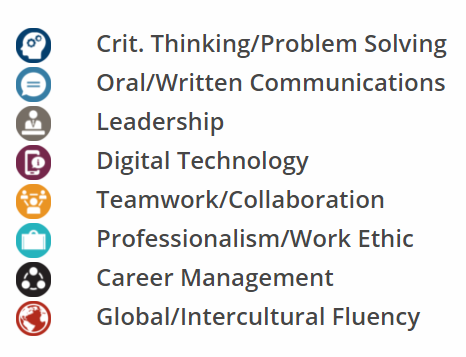 Crit. Thinking/Problem Solving
Oral/Written Communications
Leadership
Digital Technology
Teamwork/Collaboration
Professionalism/Work Ethic
Career Management
Global/Intercultural Fluency